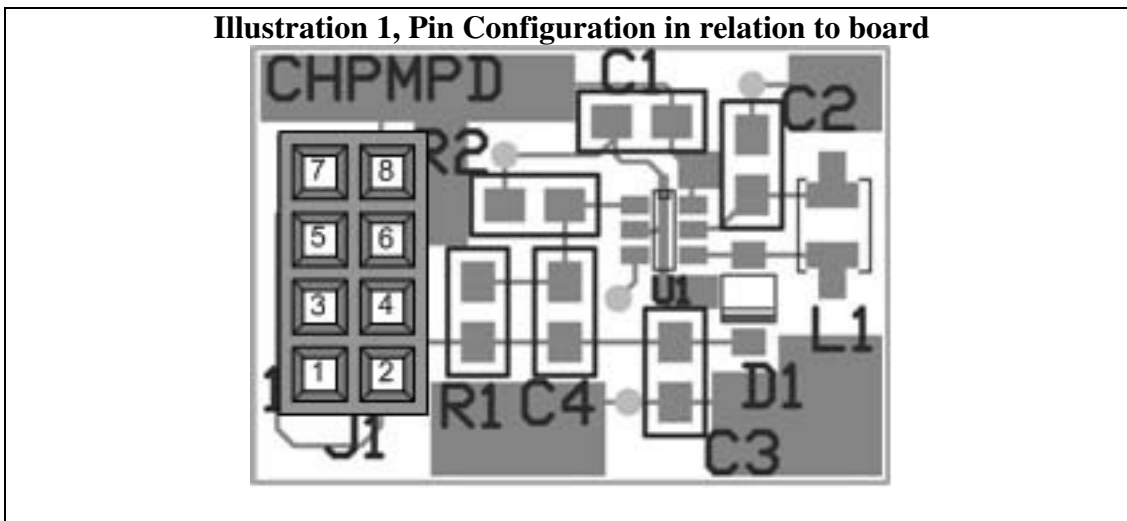 Illustration 1, Pin Configuration in relation to board
CHPMPD
C1
C2
R2
7 8
5 6
3 4
1 2
U1
L1
R1 C4
D1
J1
C3